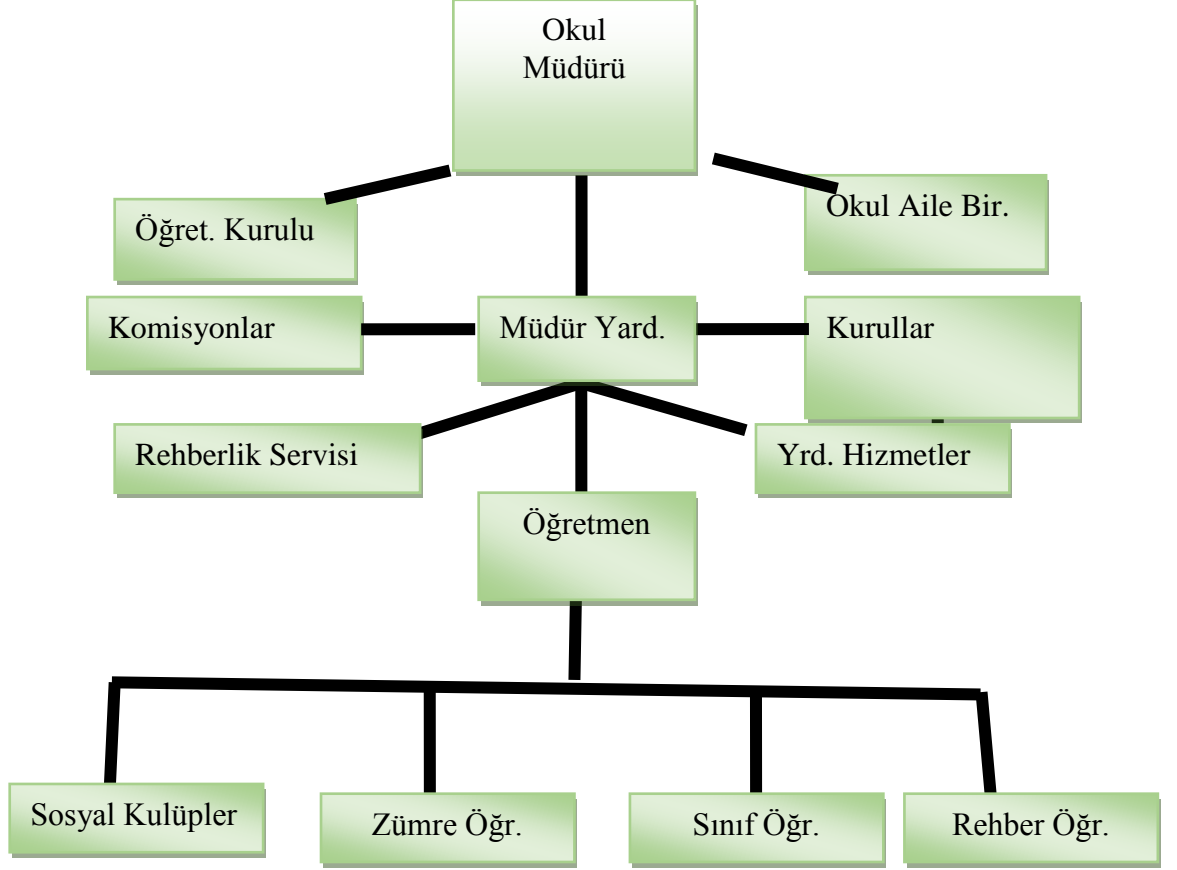 Okul
Müdürü
Öğret. Kurulu
Okul Aile Bir.
Komisyonlar
Müdür Yard.
Kurullar
Rehberlik Servisi
Yrd. Hizmetler
Öğretmen
Sosyal Kulüpler
Zümre Öğr.
Sınıf Öğr.
Rehber Öğr.